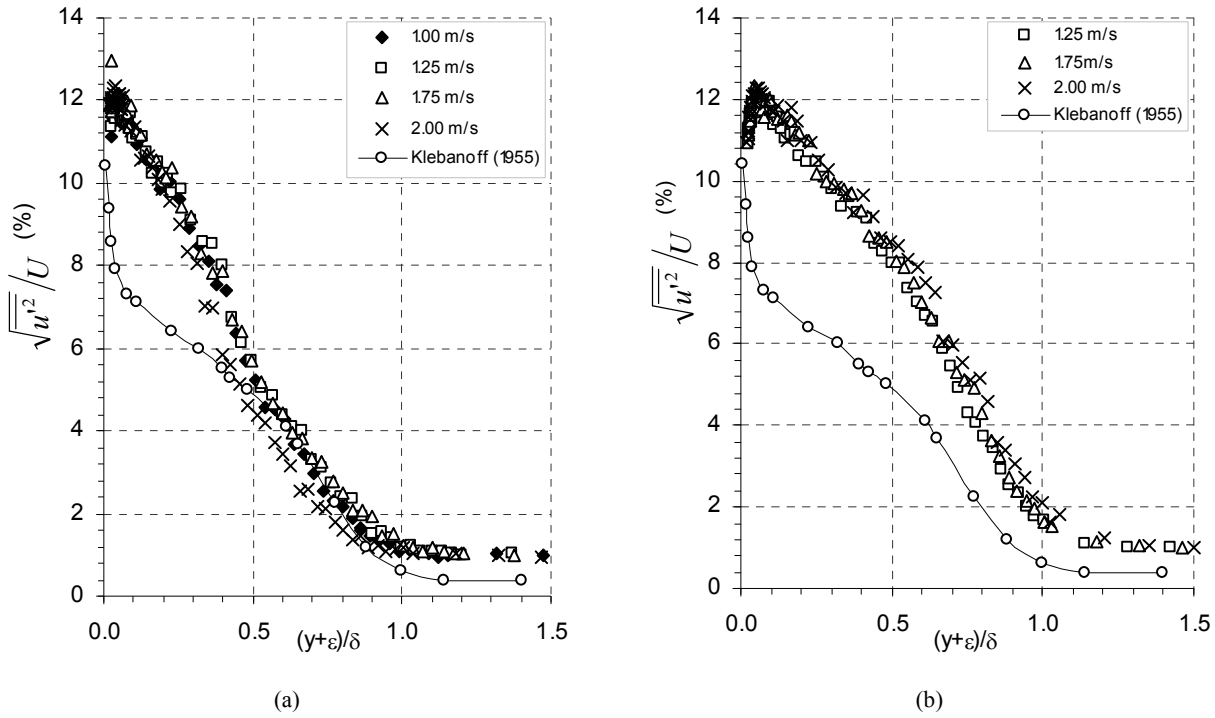 14
12
10
8
6
4
2
0
√u'²/U (%)
0.0 0.5 1.0 1.5
(y+ε)/δ
1.00 m/s
1.25 m/s
1.75 m/s
2.00 m/s
Klebanoff (1955)
(a)
14
12
10
8
6
4
2
0
√u'²/U (%)
0.0 0.5 1.0 1.5
(y+ε)/δ
1.25 m/s
1.75m/s
2.00 m/s
Klebanoff (1955)
(b)